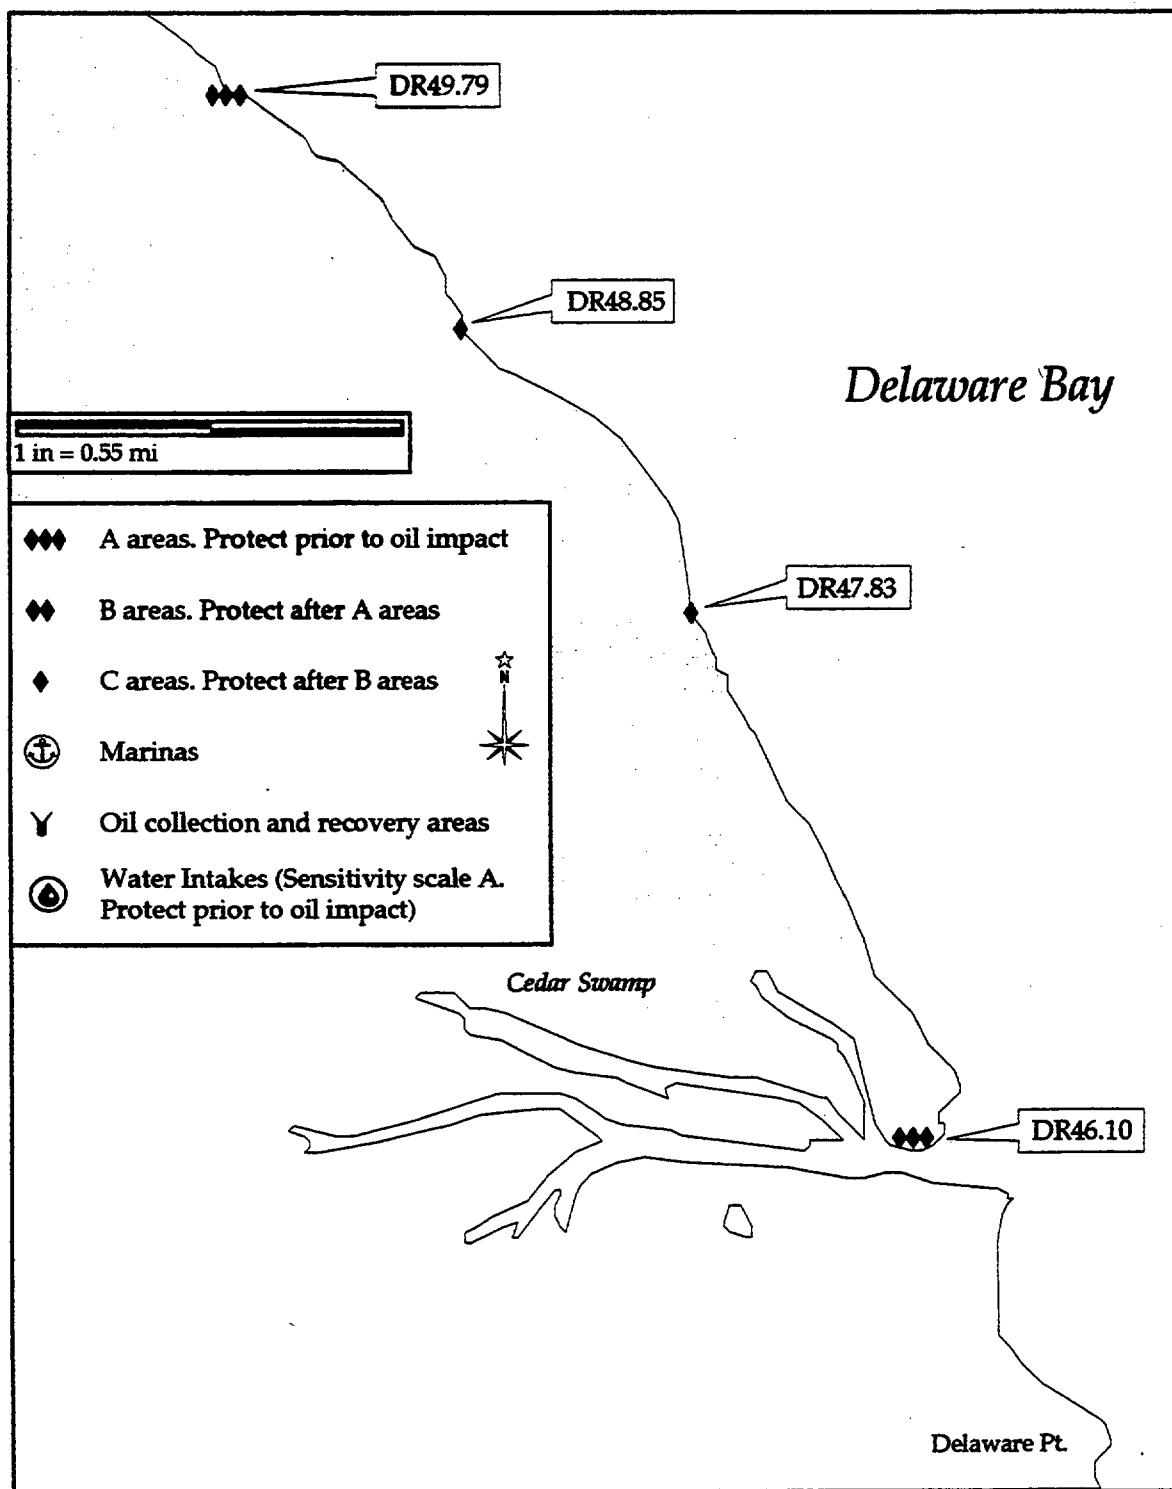 DR49.79
DR48.85
Delaware Bay
1 in = 0.55 mi
A areas. Protect prior to oil impact
B areas. Protect after A areas
DR47.83
N
C areas. Protect after B areas
Marinas
Oil collection and recovery areas
Water Intakes (Sensitivity scale A.
Protect prior to oil impact)
Cedar Swamp
DR46.10
Delaware Pt.